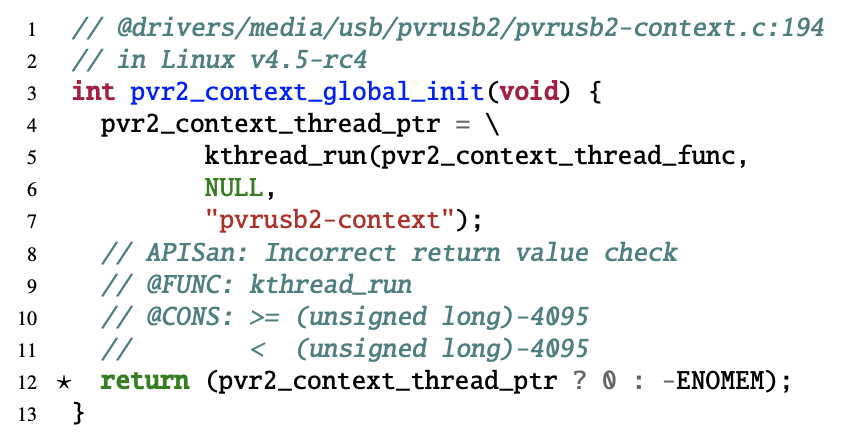 1 // @drivers/media/usb/pvrusb2/pvrusb2-context.c:194
2 // in Linux v4.5-rc4
3 int pvr2_context_global_init(void) {
4   pvr2_context_thread_ptr = \
5         kthread_run(pvr2_context_thread_func,
6         NULL,
7         "pvrusb2-context");
8   // APISan: Incorrect return value check
9   // @FUNC: kthread_run
10   // @CONS: >= (unsigned long)-4095
11   //        <  (unsigned long)-4095
12 * return (pvr2_context_thread_ptr ? 0 : -ENOMEM);
13 }